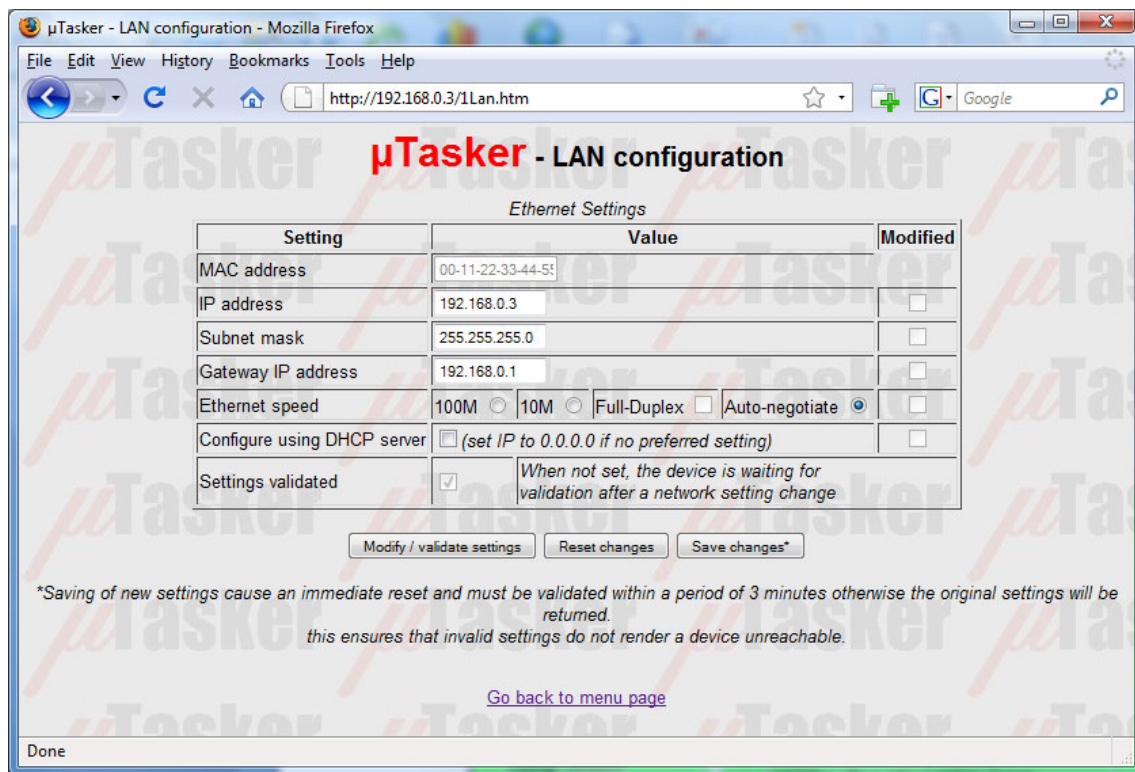 µTasker - LAN configuration - Mozilla Firefox
File Edit View History Bookmarks Tools Help
http://192.168.0.3/1Lan.htm
G Google
µTasker - LAN configuration
Ethernet Settings
Setting Value Modified
MAC address 00-11-22-33-44-55
IP address 192.168.0.3
Subnet mask 255.255.255.0
Gateway IP address 192.168.0.1
Ethernet speed 100M 10M Full-Duplex Auto-negotiate
Configure using DHCP server (set IP to 0.0.0.0 if no preferred setting)
Settings validated When not set, the device is waiting for
validation after a network setting change
Modify / validate settings Reset changes Save changes*
*Saving of new settings cause an immediate reset and must be validated within a period of 3 minutes otherwise the original settings will be
returned.
this ensures that invalid settings do not render a device unreachable.
Go back to menu page
Done